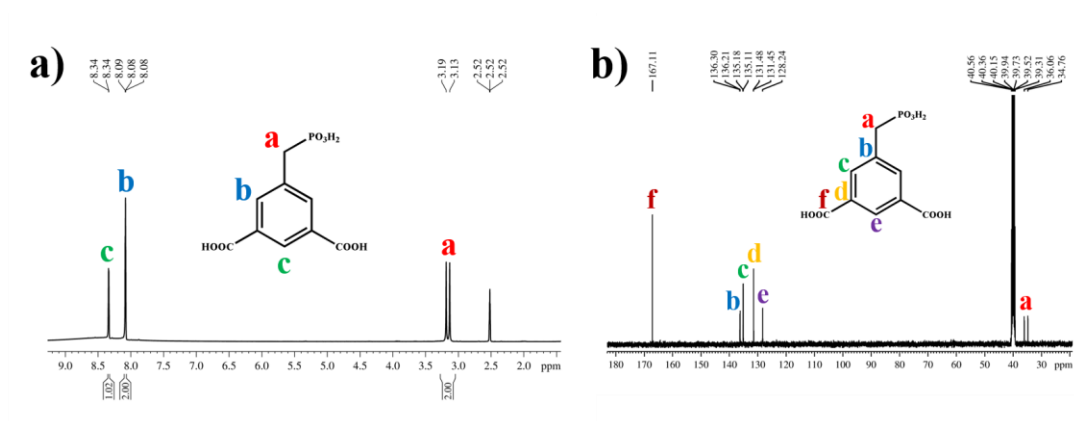 a)
8.34
8.34
8.09
8.08
8.08
3.19
3.13
2.52
2.52
2.52
a
PO3H2
b
b
HOOC
COOH
c
c
a
9.0 8.5 8.0 7.5 7.0 6.5 6.0 5.5 5.0 4.5 4.0 3.5 3.0 2.5 2.0 ppm
1.02
2.00
2.00
b)
167.11
136.30
136.21
135.18
135.11
131.48
131.45
128.24
40.56
40.36
40.15
39.94
39.73
39.52
39.31
36.06
34.76
a
PO3H2
b
c
d
f
HOOC
COOH
e
f
b
c
d
e
a
180 170 160 150 140 130 120 110 100 90 80 70 60 50 40 30 ppm